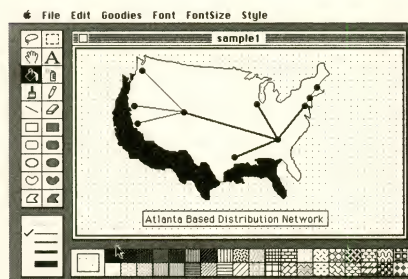 File Edit Goodies Font FontSize Style
sample1
A
Atlanta Based Distribution Network